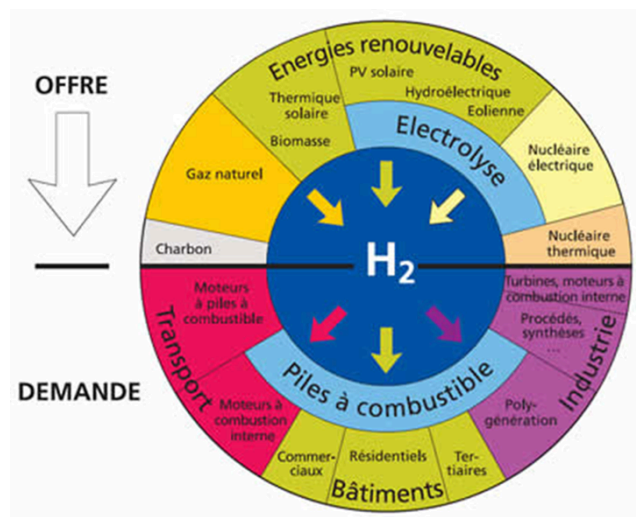 OFFRE
Energies renouvelables
PV solaire
Hydroélectrique
Eolienne
Thermique
solaire
Biomasse
Electrolyse
Nucléaire
électrique
Gaz naturel
Nucléaire
thermique
Charbon
H2
Turbines, moteurs à
combustion interne
Moteurs
à piles à
combustible
Procédés,
synthèses
...
Transport
Industrie
DEMANDE
Piles à combustible
Moteurs à
combustion
interne
Poly-
génération
Commer-
ciaux
Résidentiels
Ter-
tiaires
Bâtiments